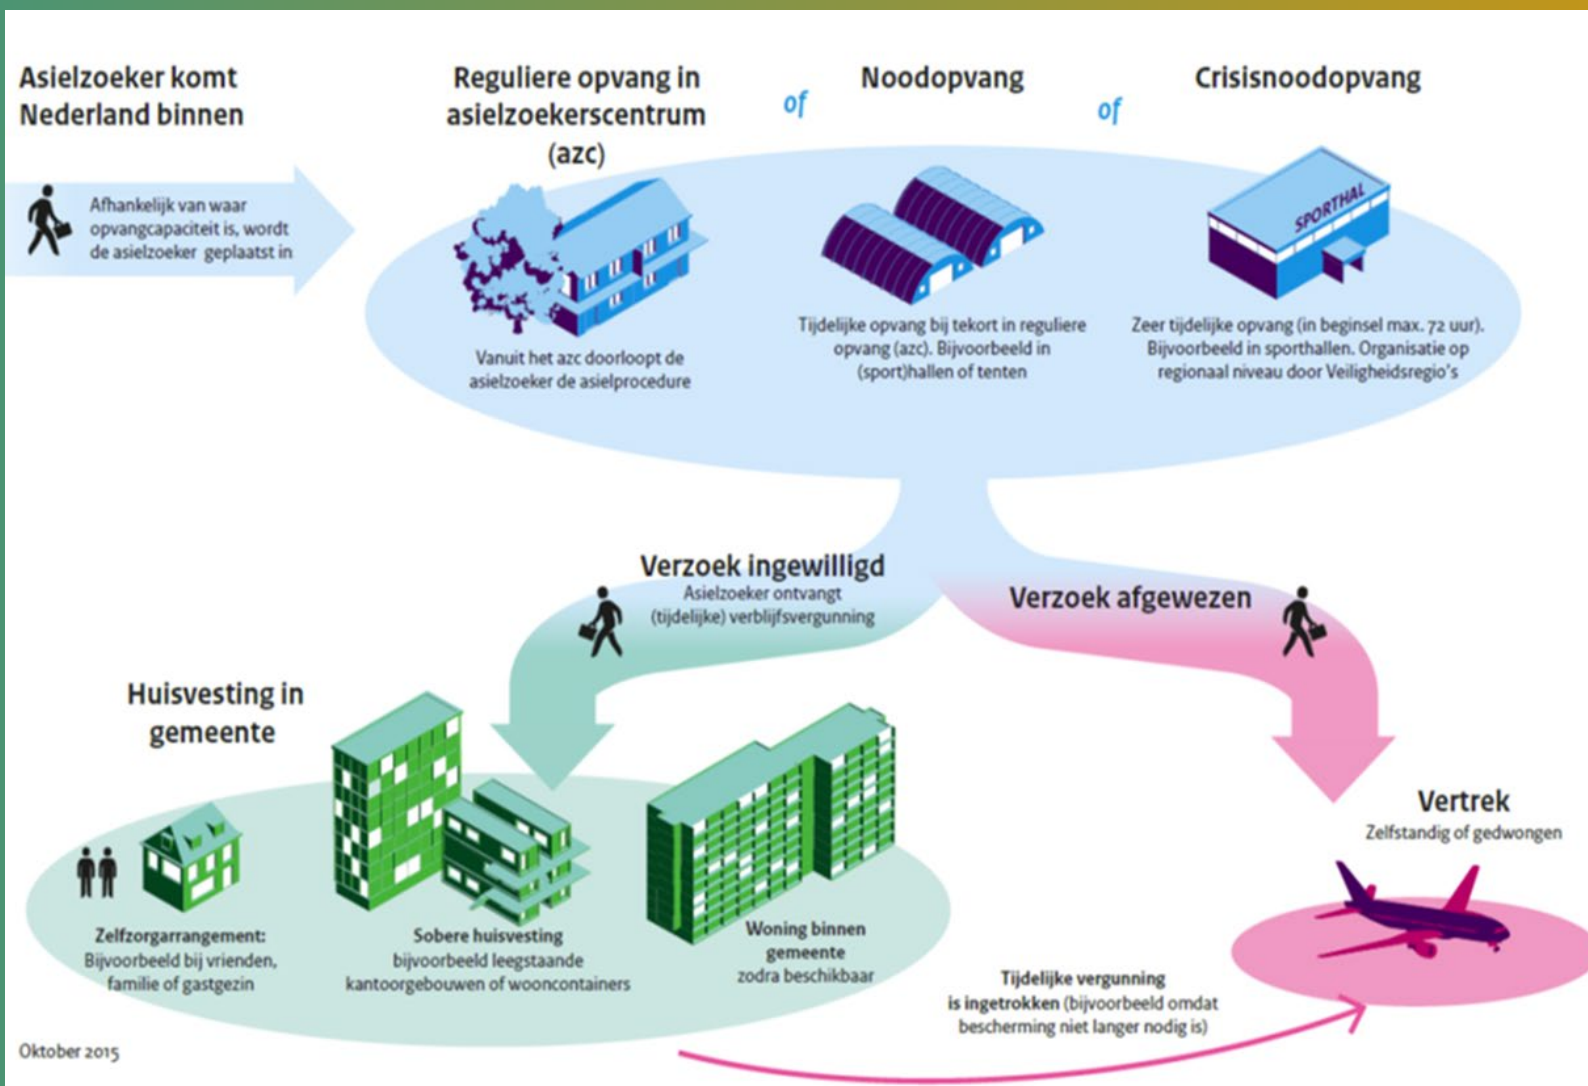 Asielzoeker komt
Nederland binnen
Afhankelijk van waar
opvangcapaciteit is, wordt
de asielzoeker geplaatst in
Reguliere opvang in
asielzoekerscentrum
(azc)
Vanuit het azc doorloopt de
asielzoeker de asielprocedure
of
Noodopvang
Tijdelijke opvang bij tekort in reguliere
opvang (azc). Bijvoorbeeld in
(sport)hallen of tenten
of
Crisisnoodopvang
SPORTHAL
Zeer tijdelijke opvang (in beginsel max. 72 uur).
Bijvoorbeeld in sporthallen. Organisatie op
regionaal niveau door Veiligheidsregio's
Verzoek ingewilligd
Asielzoeker ontvangt
(tijdelijke) verblijfsvergunning
Verzoek afgewezen
Huisvesting in
gemeente
Zelfzorgarrangement:
Bijvoorbeeld bij vrienden,
familie of gastgezin
Sobere huisvesting
bijvoorbeeld leegstaande
kantoorgebouwen of wooncontainers
Woning binnen
gemeente
zodra beschikbaar
Vertrek
Zelfstandig of gedwongen
Tijdelijke vergunning
is ingetrokken (bijvoorbeeld omdat
bescherming niet langer nodig is)
Oktober 2015